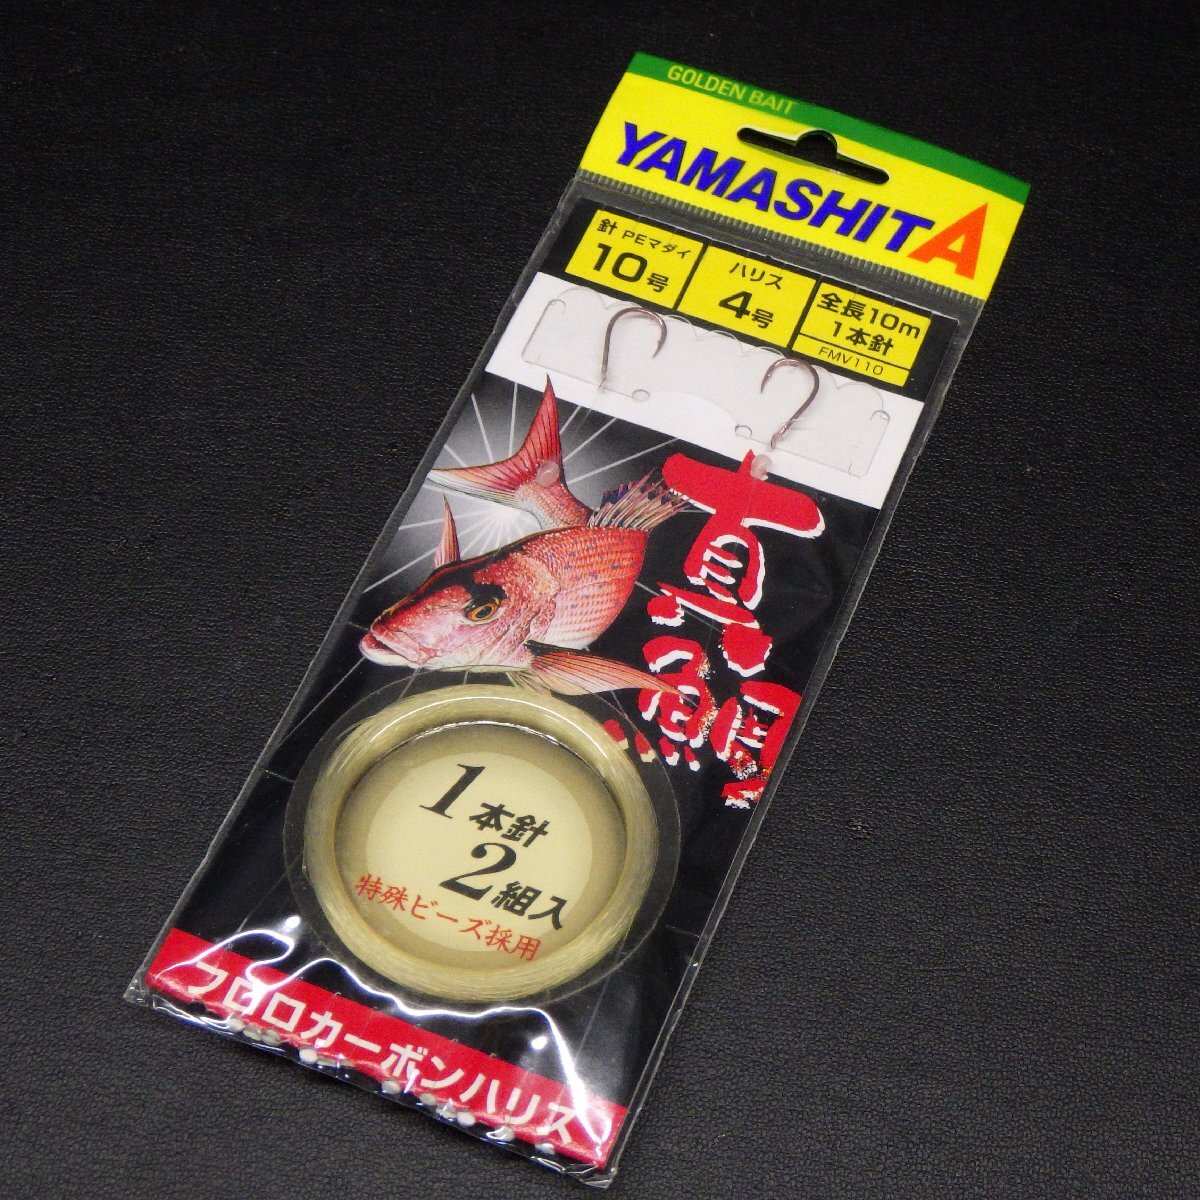 GOLDEN BAIT
YAMASHITA
針 PEマダイ
10号
ハリス
4号
全長10m
1本針
FMV110
真鯛
1本針
2組入
特殊ビーズ採用
フロロカーボンハリス